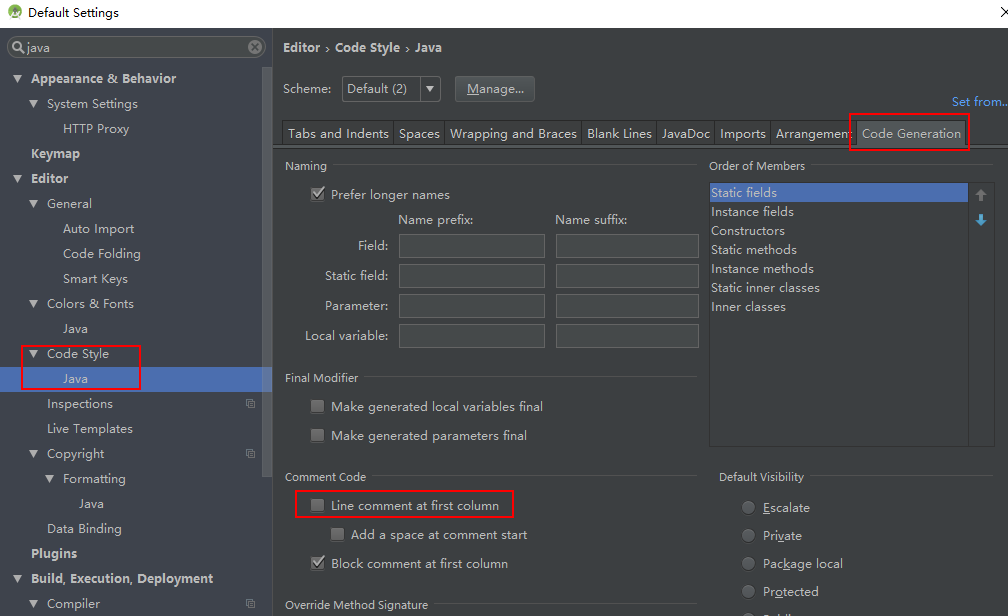 Default Settings
java
Appearance & Behavior
System Settings
HTTP Proxy
Keymap
Editor
General
Auto Import
Code Folding
Smart Keys
Colors & Fonts
Java
Code Style
Java
Inspections
Live Templates
Copyright
Formatting
Java
Data Binding
Plugins
Build, Execution, Deployment
Compiler
Editor › Code Style › Java
Scheme: Default (2) Manage...
Set from..
Tabs and Indents Spaces Wrapping and Braces Blank Lines JavaDoc Imports Arrangement Code Generation
Naming
Prefer longer names
Name prefix: Name suffix:
Field:
Static field:
Parameter:
Local variable:
Final Modifier
Make generated local variables final
Make generated parameters final
Comment Code
Line comment at first column
Add a space at comment start
Block comment at first column
Override Method Signature
Order of Members
Static fields
Instance fields
Constructors
Static methods
Instance methods
Static inner classes
Inner classes
Default Visibility
Escalate
Private
Package local
Protected